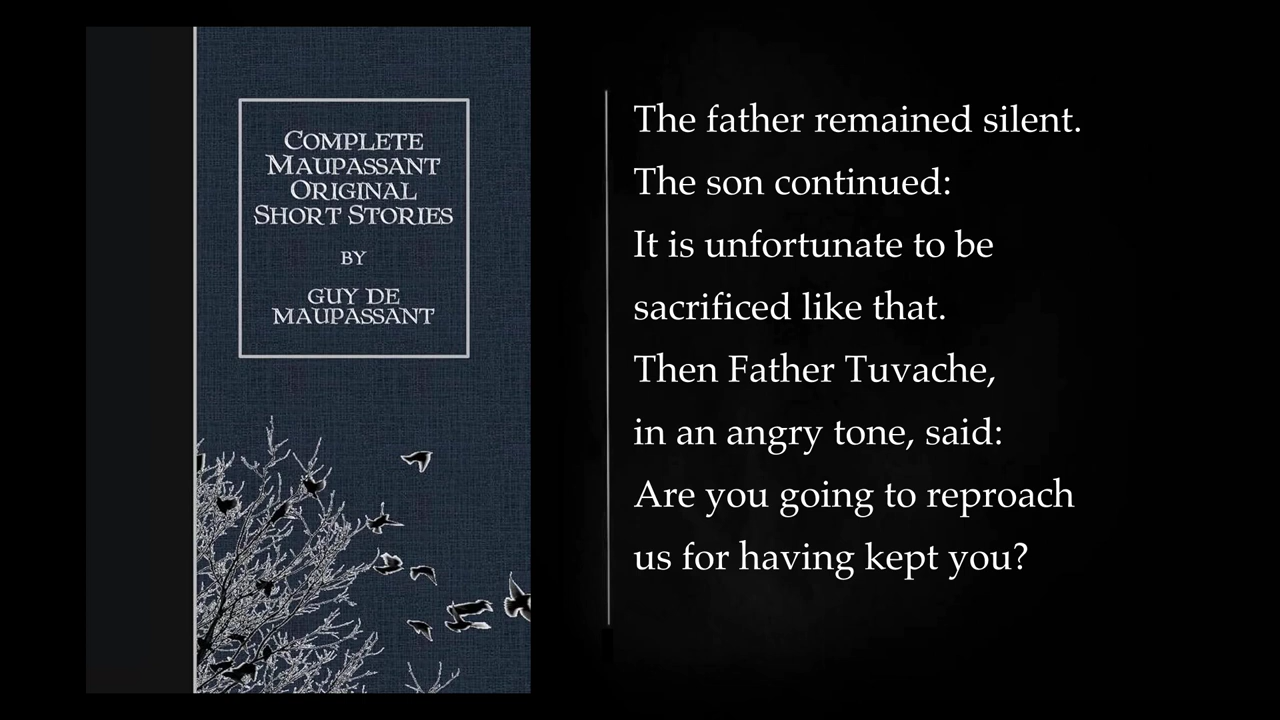 COMPLETE
MAUPASSANT
ORIGINAL
SHORT STORIES
BY
GUY DE
MAUPASSANT
The father remained silent.
The son continued:
It is unfortunate to be
sacrificed like that.
Then Father Tuvache,
in an angry tone, said:
Are you going to reproach
us for having kept you?